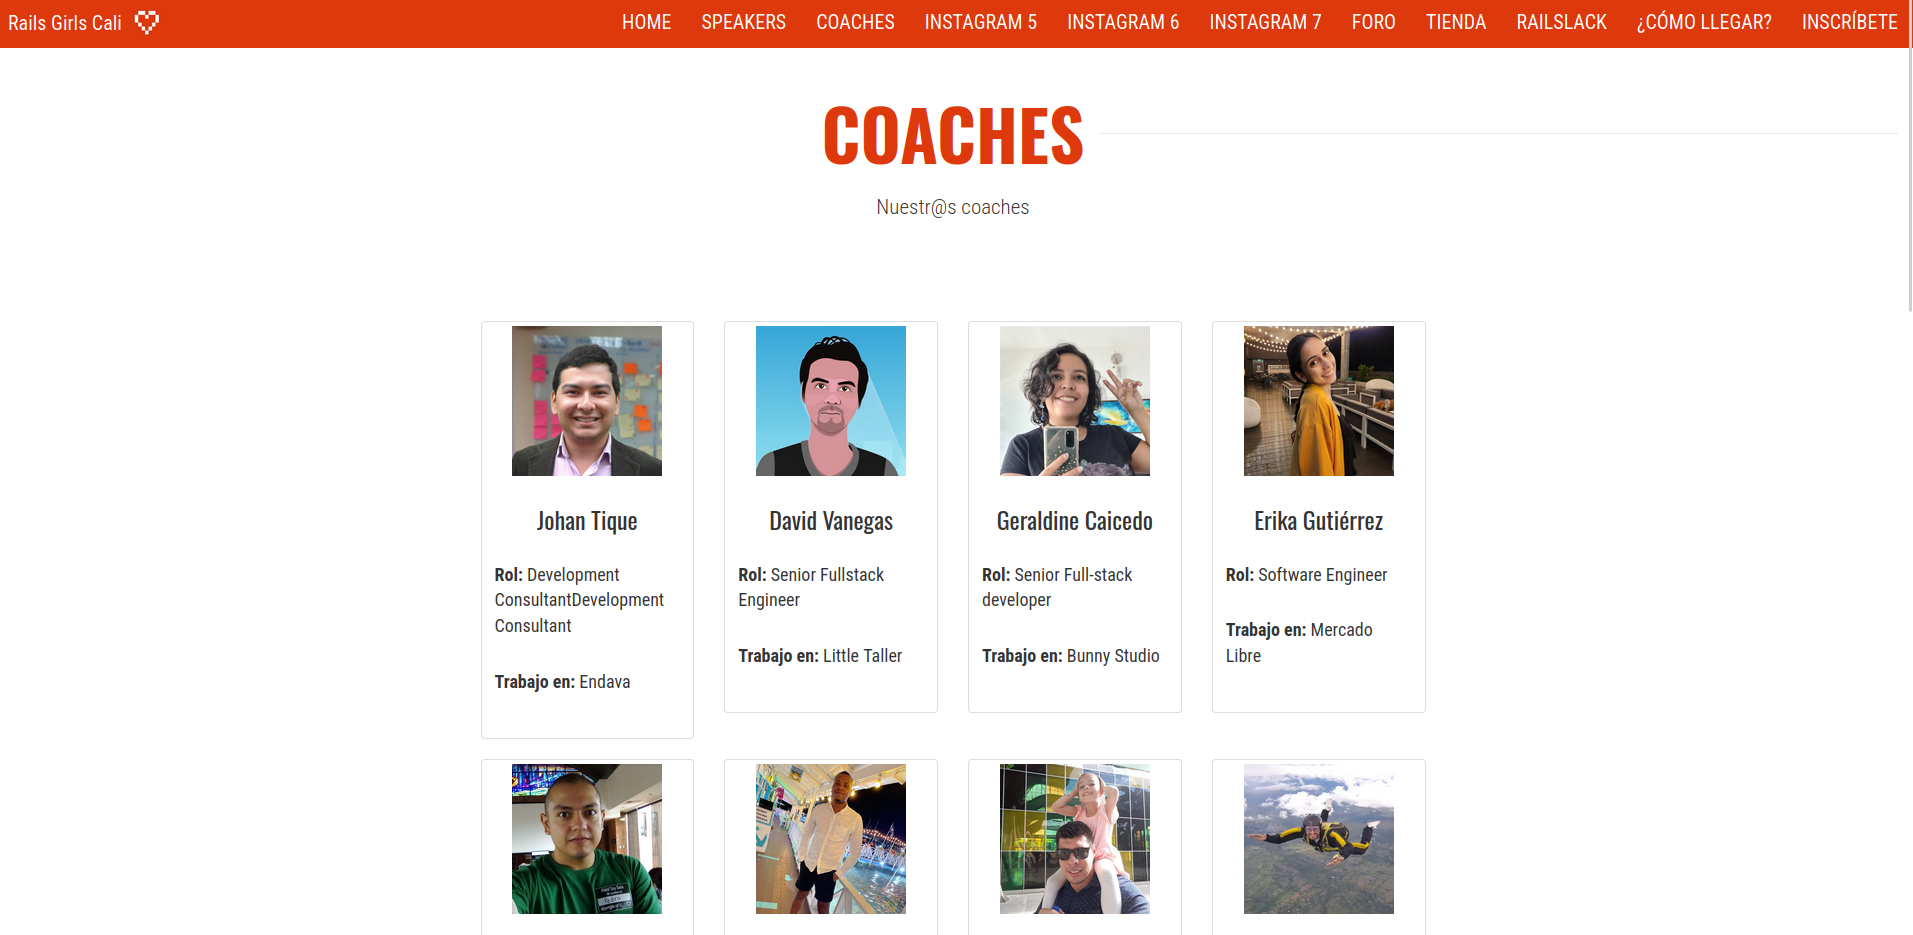 Rails Girls Cali
HOME SPEAKERS COACHES INSTAGRAM 5 INSTAGRAM 6 INSTAGRAM 7 FORO TIENDA RAILSLACK ¿CÓMO LLEGAR? INSCRÍBETE
COACHES
Nuestr@s coaches
Johan Tique
Rol: Development
ConsultantDevelopment
Consultant
Trabajo en: Endava
David Vanegas
Rol: Senior Fullstack
Engineer
Trabajo en: Little Taller
Geraldine Caicedo
Rol: Senior Full-stack
developer
Trabajo en: Bunny Studio
Erika Gutiérrez
Rol: Software Engineer
Trabajo en: Mercado
Libre